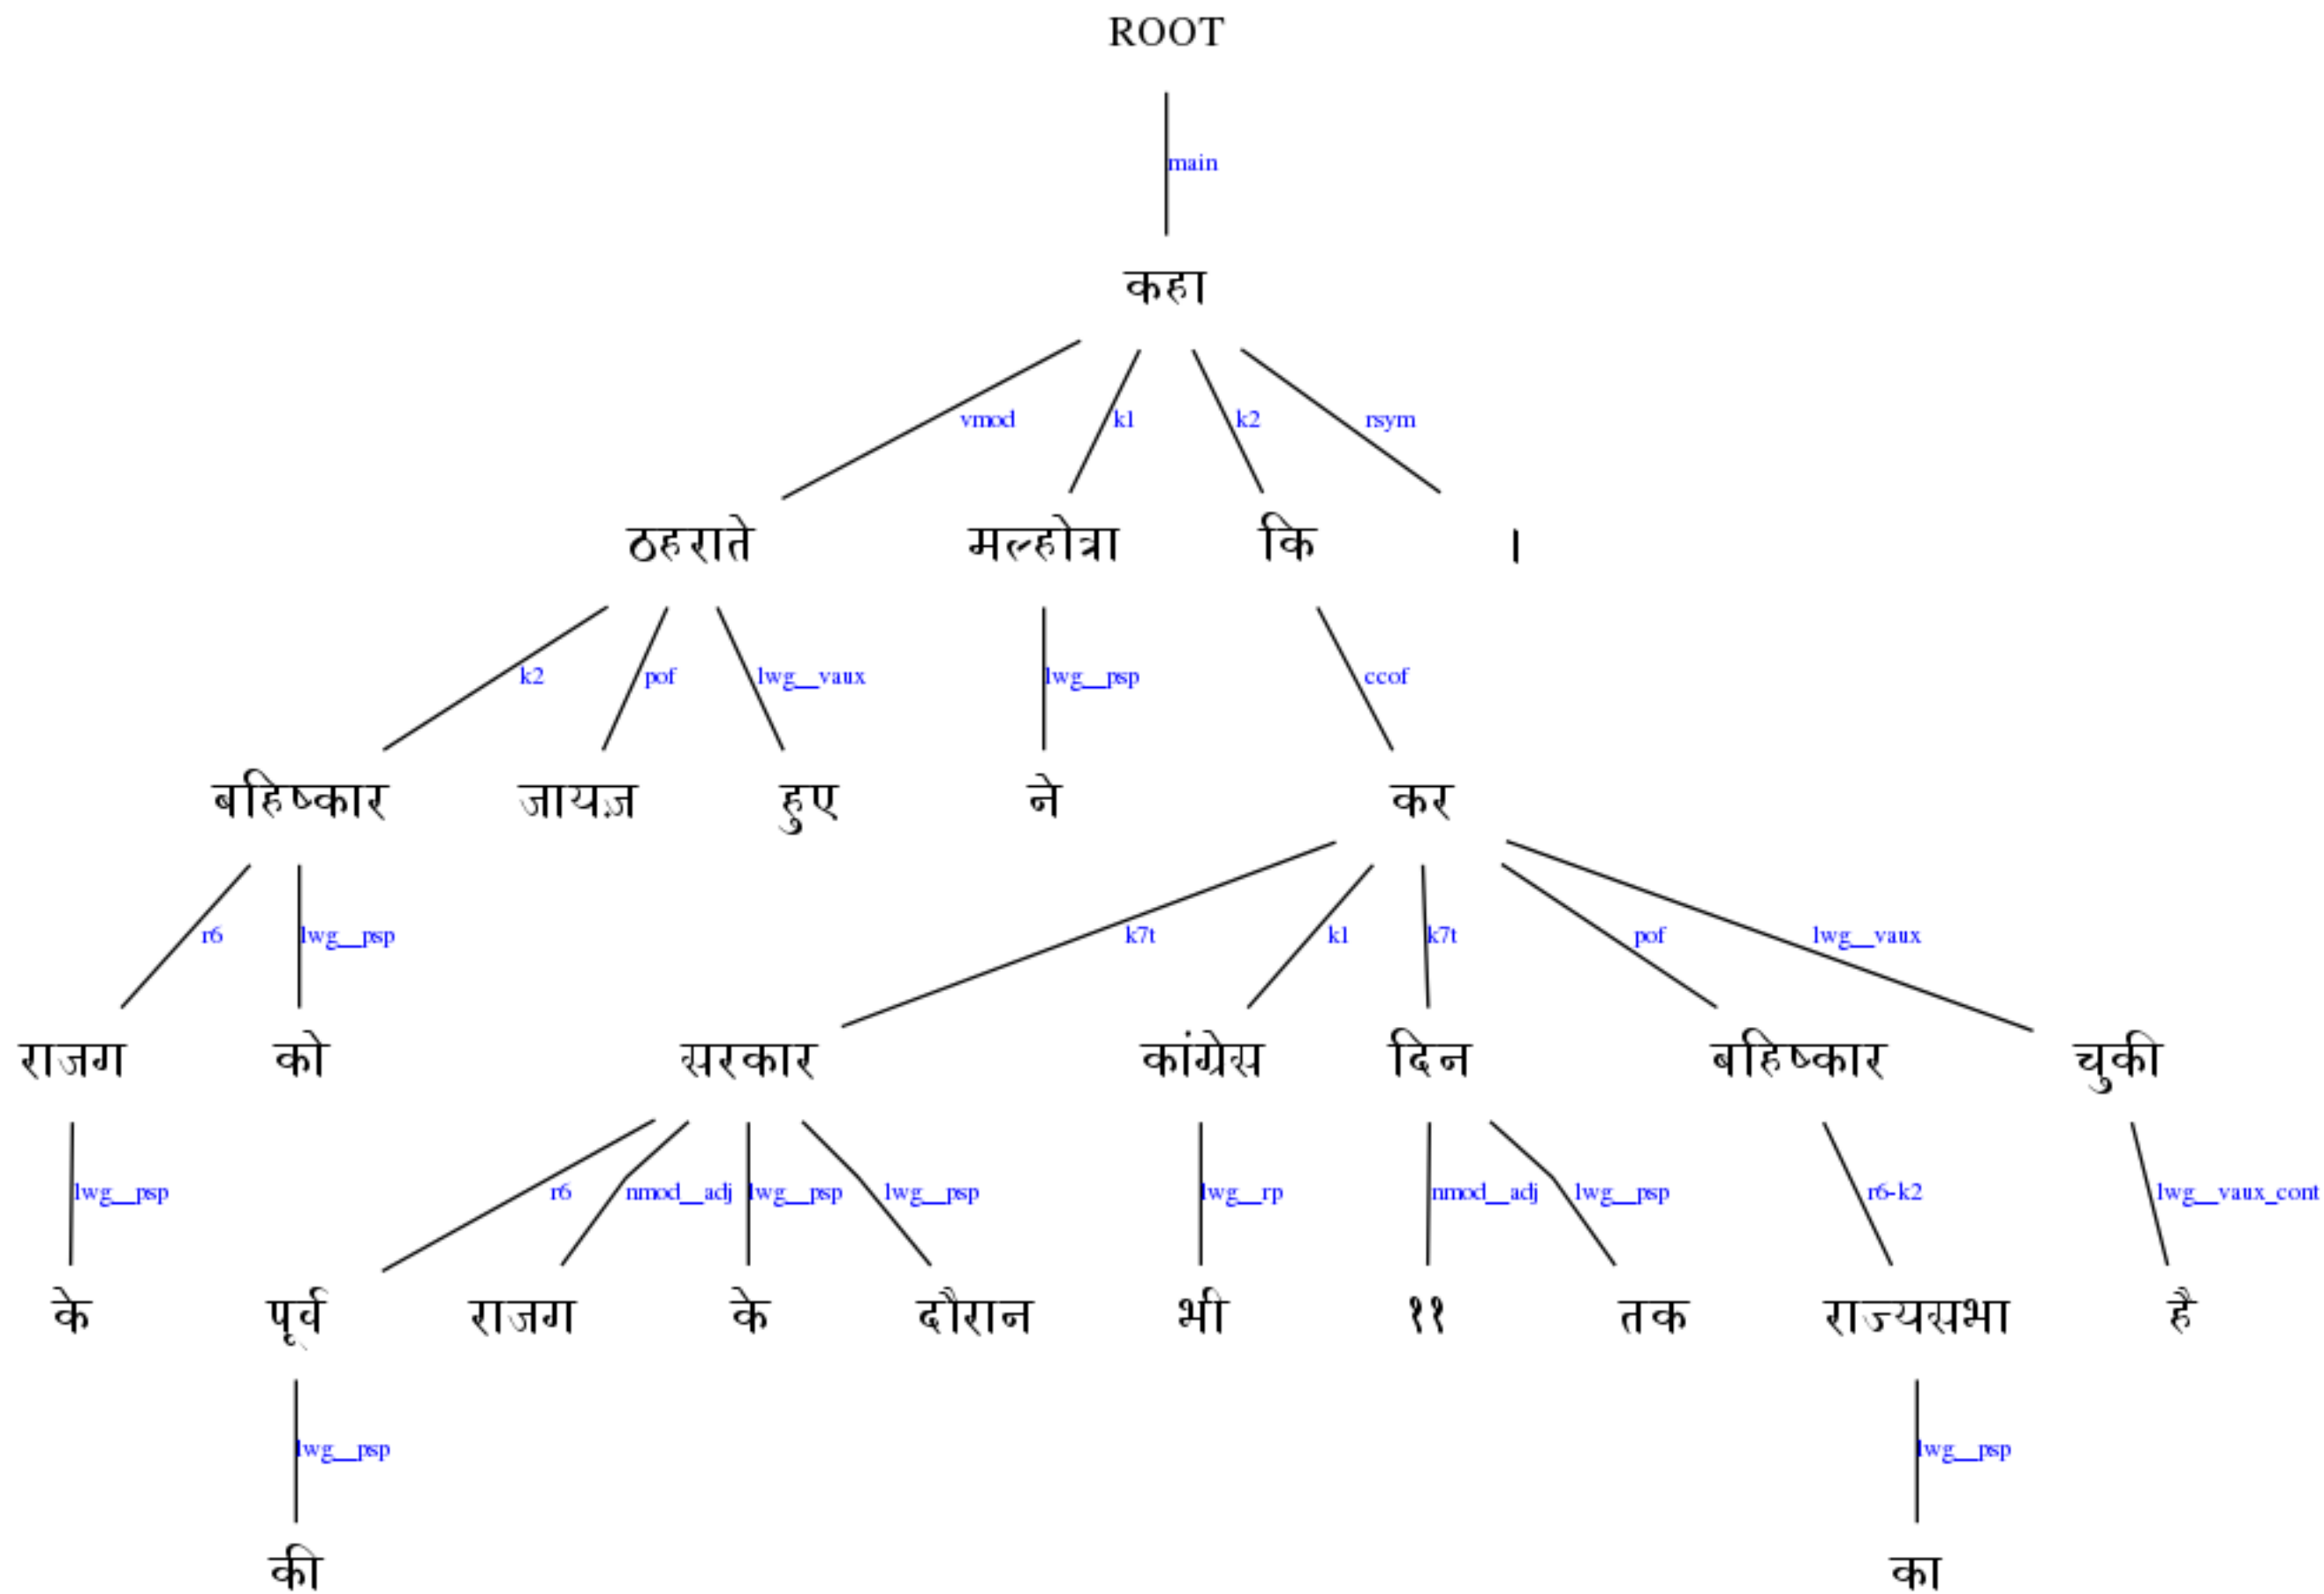 ROOT
main
कहा
vmod k1 k2 rsym
ठहराते मल्होत्रा कि ।
k2 pof lwg__vaux lwg__psp ccof
बहिष्कार जायज़ हुए ने कर
r6 lwg__psp k7t k1 k7t pof lwg__vaux
राजग को सरकार कांग्रेस दिन बहिष्कार चुकी
lwg__psp r6 nmod__adj lwg__psp lwg__psp lwg__rp nmod__adj lwg__psp r6-k2 lwg__vaux_cont
के पूर्व राजग के दौरान भी ११ तक राज्यसभा है
lwg__psp lwg__psp
की का